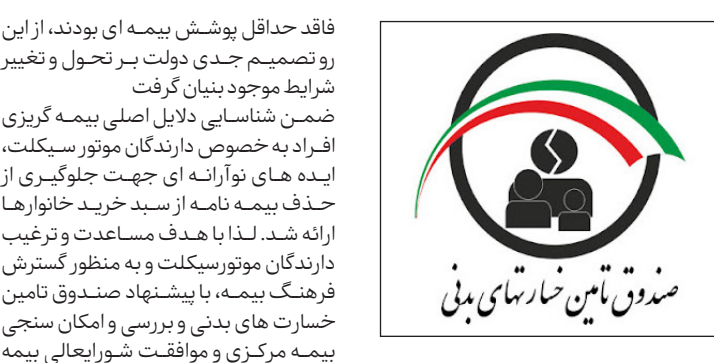 فاقد حداقل پوشش بیمه ای بودند، از این
رو تصمیم جدی دولت بر تحول و تغییر
شرایط موجود بنیان گرفت
ضمن شناسایی دلایل اصلی بیمه گریزی
افراد به خصوص دارندگان موتور سیکلت،
ایده های نوآرانه ای جهت جلوگیری از
حذف بیمه نامه از سبد خرید خانوارها
ارائه شد. لذا با هدف مساعدت و ترغیب
دارندگان موتورسیکلت و به منظور گسترش
فرهنگ بیمه، با پیشنهاد صندوق تامین
خسارت های بدنی و بررسی و امکان سنجی
بیمه مرکزی و موافقت شورایعالی بیمه
صندوق تامین خسارتهای بدنی